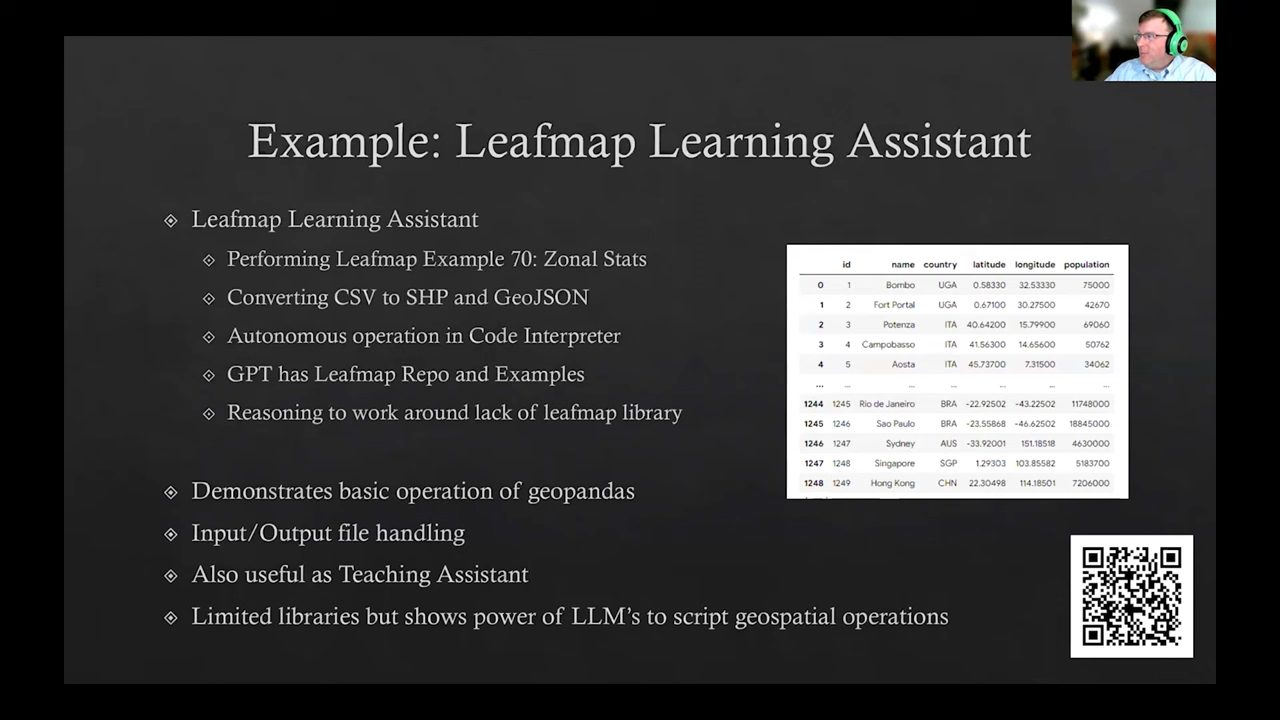 Example: Leafmap Learning Assistant
Leafmap Learning Assistant
Performing Leafmap Example 70: Zonal Stats
Converting CSV to SHP and GeoJSON
Autonomous operation in Code Interpreter
GPT has Leafmap Repo and Examples
Reasoning to work around lack of leafmap library
Demonstrates basic operation of geopandas
Input/Output file handling
Also useful as Teaching Assistant
Limited libraries but shows power of LLM's to script geospatial operations
id name country latitude longitude population
0 1 Bombo UGA 0.58330 32.53330 75000
1 2 Fort Portal UGA 0.67100 30.27500 42670
2 3 Potenza ITA 40.64200 15.79900 69060
3 4 Campobasso ITA 41.56300 14.65600 50762
4 5 Aosta ITA 45.73700 7.31500 34062
... ... ... ... ... ... ...
1244 1245 Rio de Janeiro BRA -22.92502 -43.22502 11748000
1245 1246 Sao Paulo BRA -23.55868 -46.62502 18845000
1246 1247 Sydney AUS -33.92001 151.18518 4630000
1247 1248 Singapore SGP 1.29303 103.85582 5183700
1248 1249 Hong Kong CHN 22.30498 114.18501 7206000